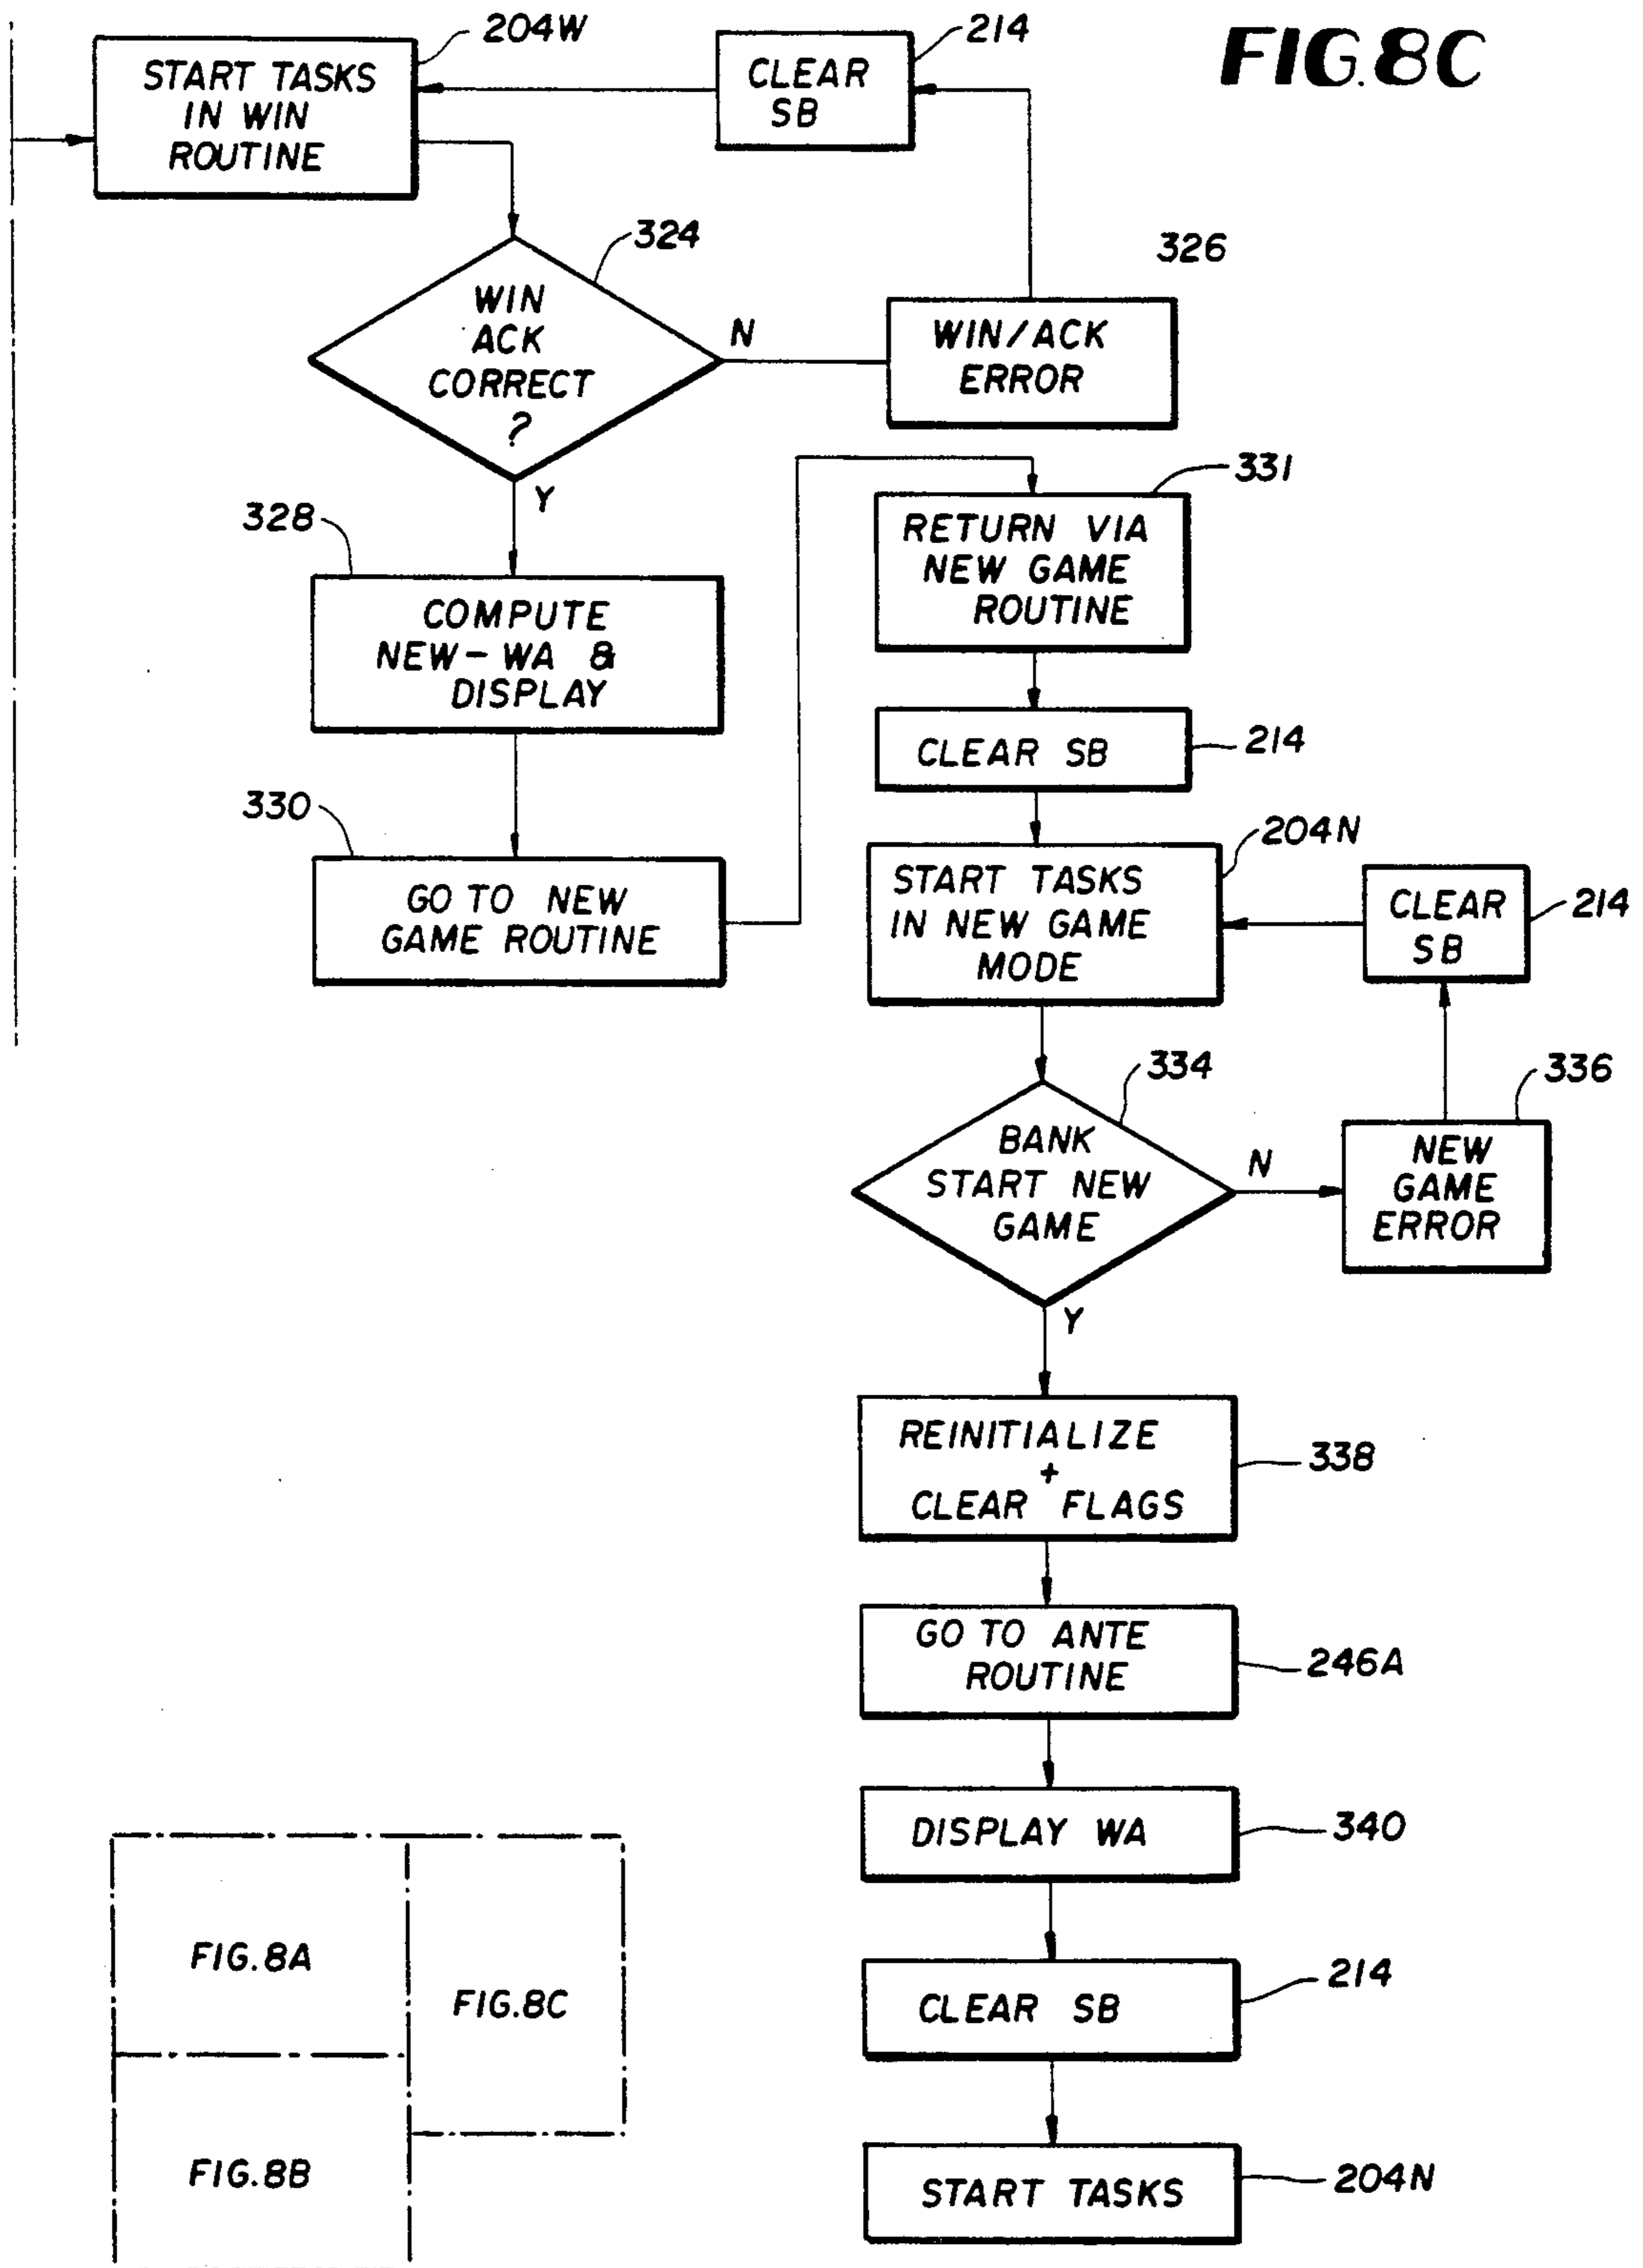 FIG.8C
204W
START TASKS
IN WIN
ROUTINE
214
CLEAR
SB
324
WIN
ACK
CORRECT
?
N
Y
326
WIN/ACK
ERROR
328
COMPUTE
NEW-WA &
DISPLAY
330
GO TO NEW
GAME ROUTINE
331
RETURN VIA
NEW GAME
ROUTINE
CLEAR SB
214
204N
START TASKS
IN NEW GAME
MODE
CLEAR
SB
214
334
BANK
START NEW
GAME
N
Y
336
NEW
GAME
ERROR
REINITIALIZE
+
CLEAR FLAGS
338
GO TO ANTE
ROUTINE
246A
DISPLAY WA
340
CLEAR SB
214
START TASKS
204N
FIG.8A
FIG.8C
FIG.8B